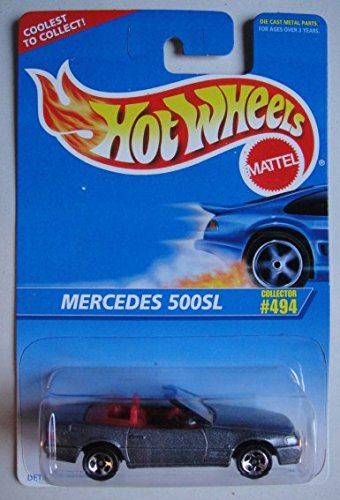 COOLEST
TO COLLECT!
DIE CAST METAL PARTS.
FOR AGES OVER 3 YEARS.
HOT WHEELS
MATTEL
®
MERCEDES 500SL
COLLECTOR
#494